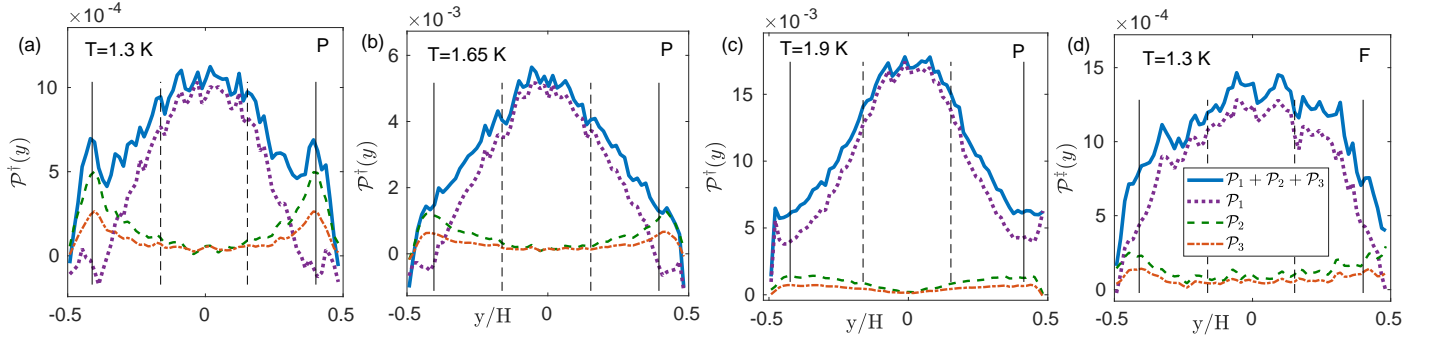 (a)
×10⁻⁴
T=1.3 K
P
𝒫†(y)
10
5
0
-0.5
0
0.5
(b)
×10⁻³
T=1.65 K
P
𝒫†(y)
6
4
2
0
-0.5
0
0.5
y/H
(c)
×10⁻³
T=1.9 K
P
𝒫†(y)
15
10
5
0
-0.5
0
0.5
y/H
(d)
×10⁻⁴
T=1.3 K
F
𝒫‡(y)
15
10
5
0
-0.5
0
0.5
y/H
𝒫₁ + 𝒫₂ + 𝒫₃
𝒫₁
𝒫₂
𝒫₃
y/H